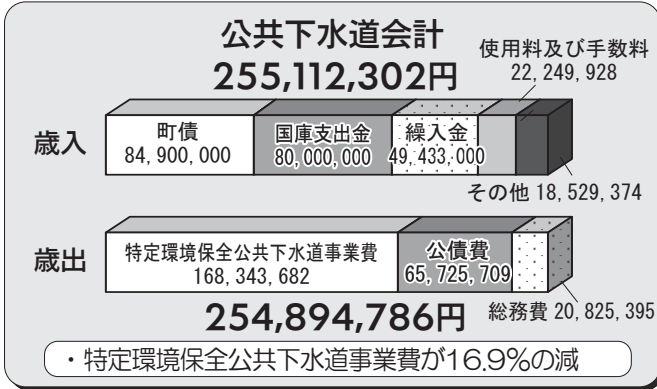 公共下水道会計
255,112,302円
使用料及び手数料
22,249,928
歳入
町債
84,900,000
国庫支出金
80,000,000
繰入金
49,433,000
その他 18,529,374
歳出
特定環境保全公共下水道事業費
168,343,682
公債費
65,725,709
総務費 20,825,395
254,894,786円
・特定環境保全公共下水道事業費が16.9%の減